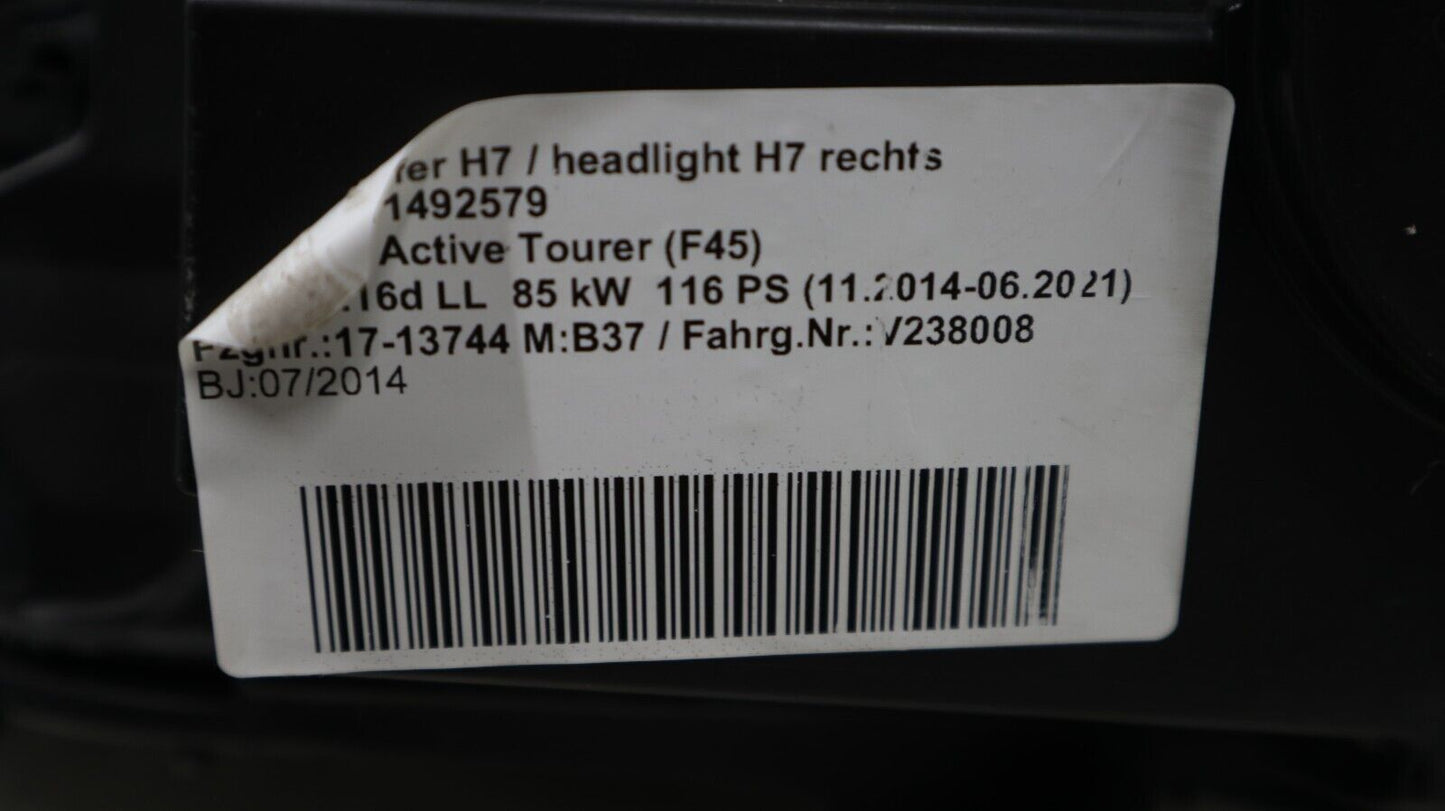 H7 / headlight H7 rechts
1492579
Active Tourer (F45)
16d LL 85 kW 116 PS (11.2014-06.2021)
Fzgnr.:17-13744 M:B37 / Fahrg.Nr.:V238008
BJ:07/2014